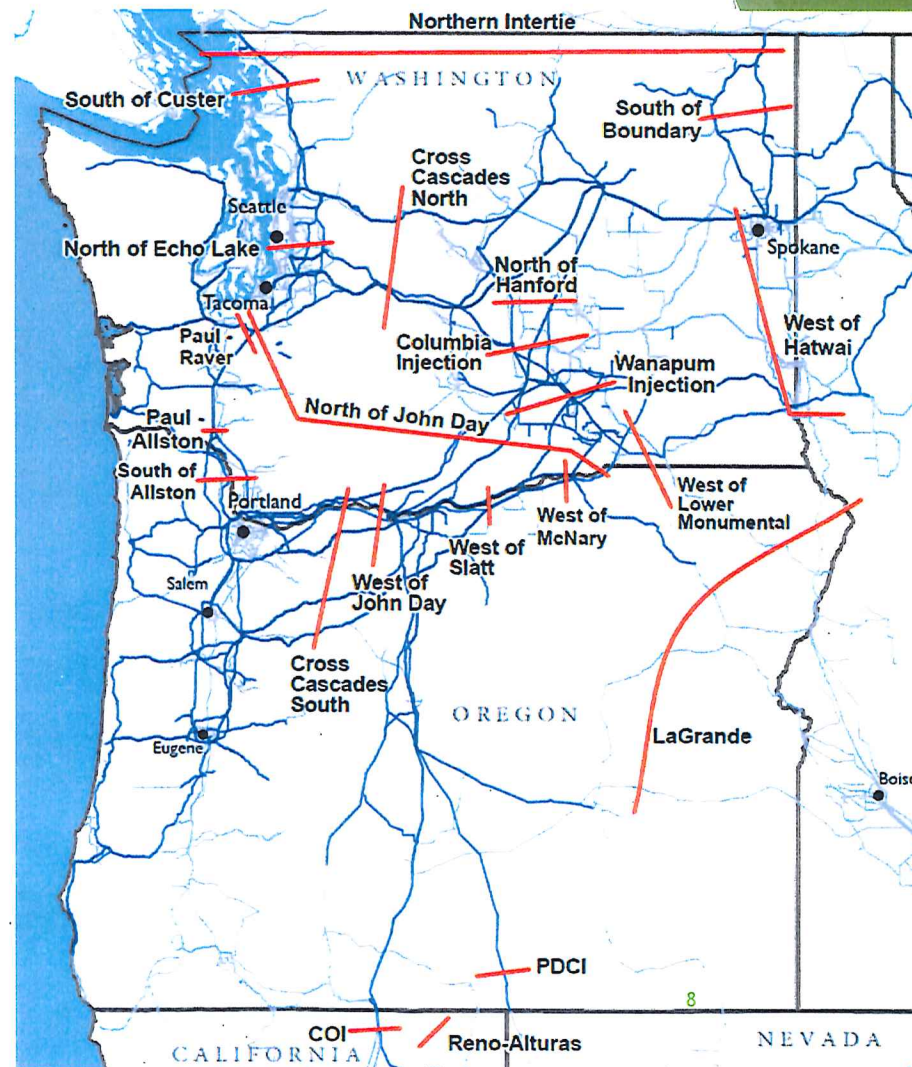 Northern Intertie
WASHINGTON
South of Custer
South of
Boundary
Cross
Cascades
North
Seattle
North of Echo Lake
Spokane
North of
Hanford
Tacoma
Paul -
Raver
West of
Hatwai
Columbia
Injection
Wanapum
Injection
North of John Day
Paul -
Allston
South of
Allston
Portland
West of
Lower
Monumental
West of
McNary
West of
Slatt
West of
John Day
Salem
Cross
Cascades
South
OREGON
LaGrande
Eugene
Boise
PDCI
8
COI
Reno-Alturas
CALIFORNIA
NEVADA